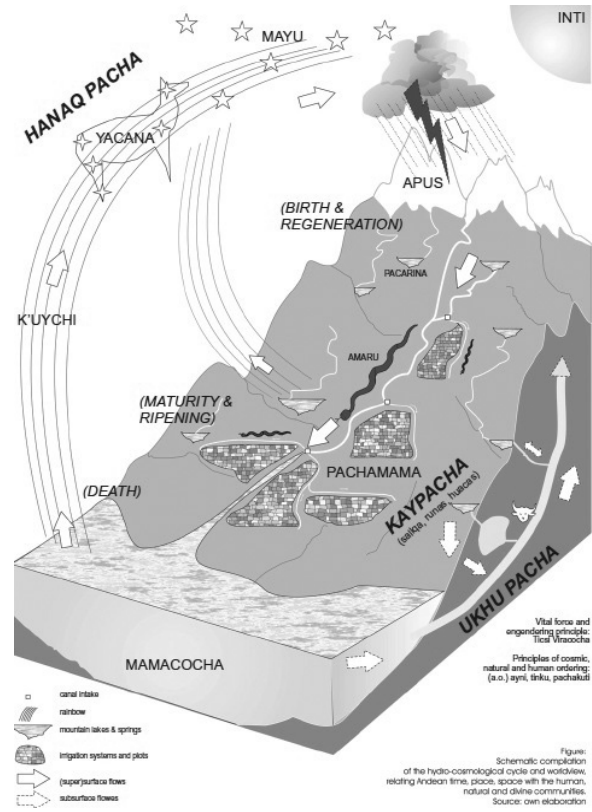 INTI
MAYU
HANAQ PACHA
YACANA
APUS
(BIRTH &
REGENERATION)
PACARINA
K'UYCHI
AMARU
(MATURITY &
RIPENING)
PACHAMAMA
(DEATH)
KAYPACHA
(sallqa, runas, huacas)
UKHU PACHA
MAMACOCHA
Vital force and
engendering principle:
Ticsi Viracocha
Principles of cosmic,
natural and human ordering:
(a.o.) ayni, tinku, pachakuti
canal intake
rainbow
mountain lakes & springs
irrigation systems and plots
(super)surface flows
subsurface flowes
Figure:
Schematic compilation
of the hydro-cosmological cycle and worldview,
relating Andean time, place, space with the human,
natural and divine communities.
Source: own elaboration